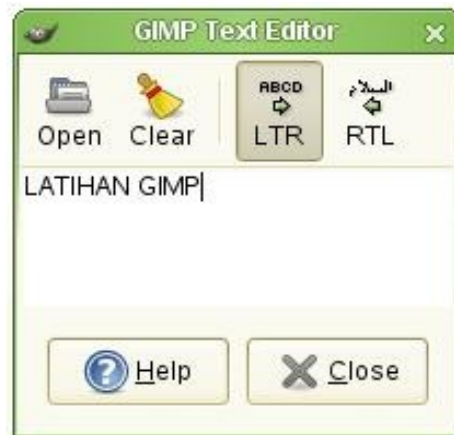 GIMP Text Editor
ABCD السلام
Open Clear LTR RTL
LATIHAN GIMP
Help Close